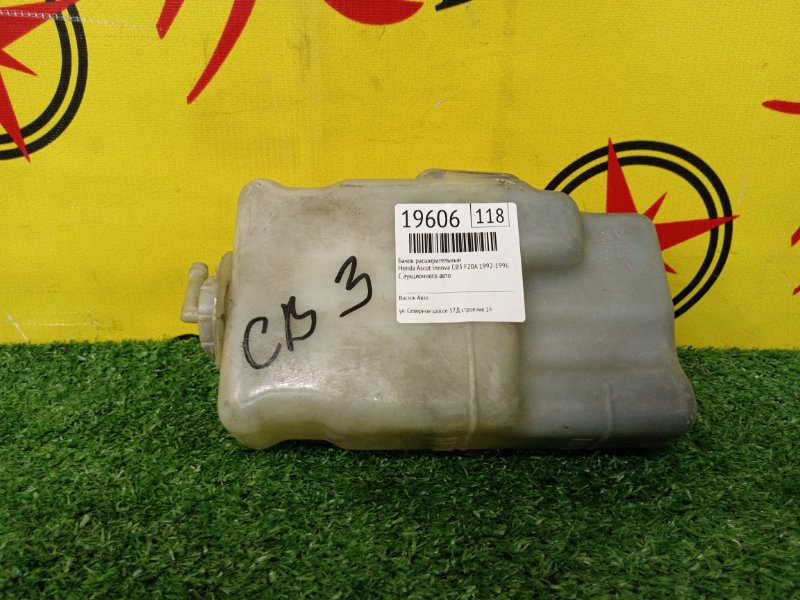 19606 118
Бачок расширительный
Honda Ascot Innova CB3 F20A 1992-1996
С аукционного авто
Восток Авто
ул. Северное шоссе 17Д строение 24
CB 3